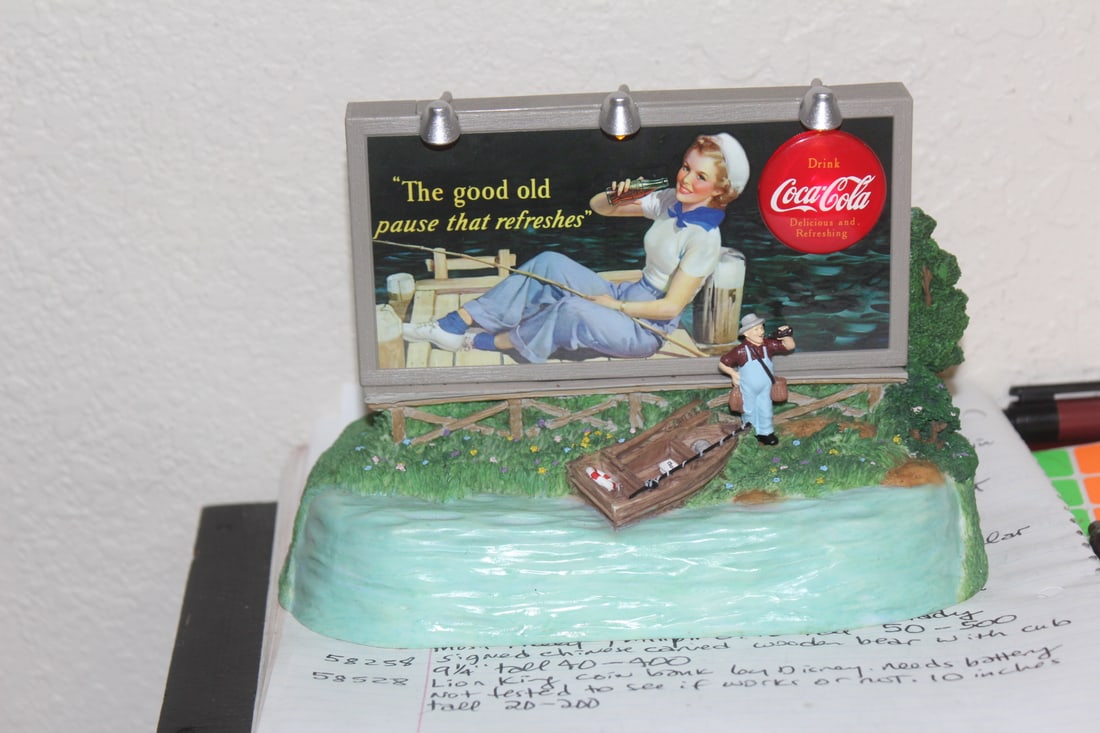 "The good old
pause that refreshes"
Drink
Coca-Cola
Delicious and
Refreshing
50-500
signed chinese carved wooden bear with cub
58258 9¼" tall 40-400
58528 Lion King coin bank by Disney. needs battery
Not tested to see if works or not. 10 inches
tall 20-200